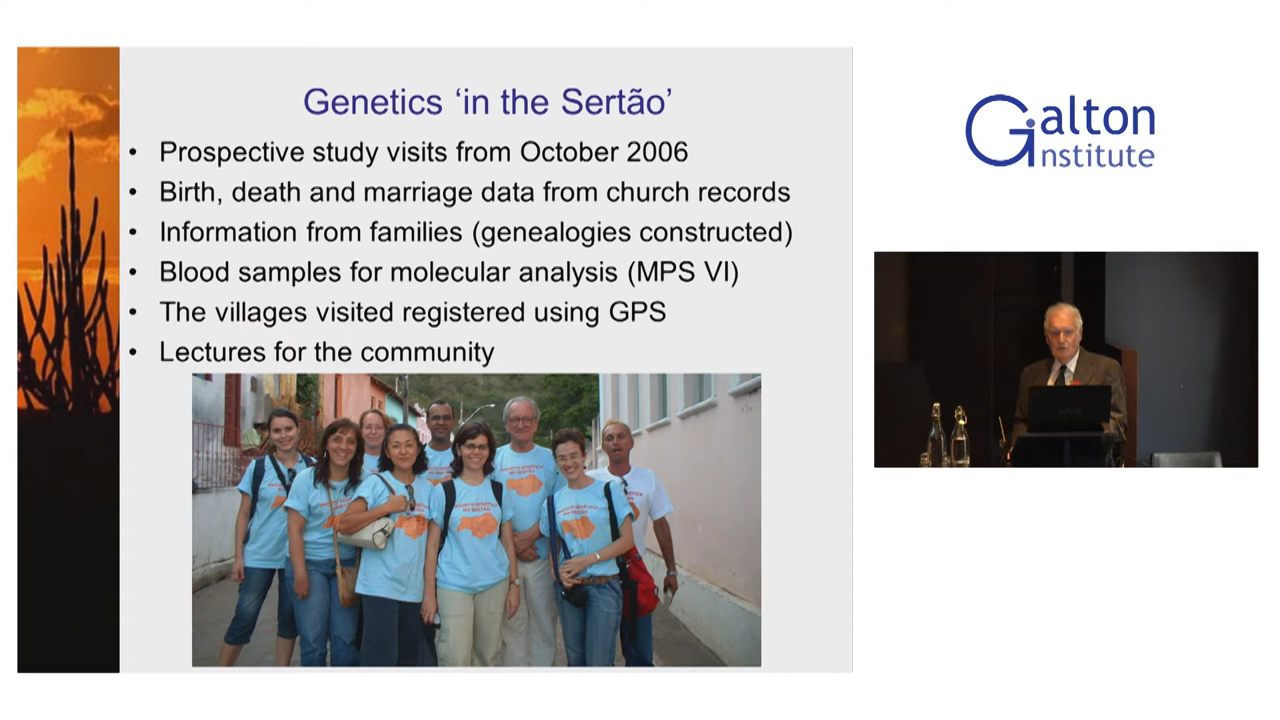 Genetics ‘in the Sertão’
• Prospective study visits from October 2006
• Birth, death and marriage data from church records
• Information from families (genealogies constructed)
• Blood samples for molecular analysis (MPS VI)
• The villages visited registered using GPS
• Lectures for the community
Galton
Institute
VAIO